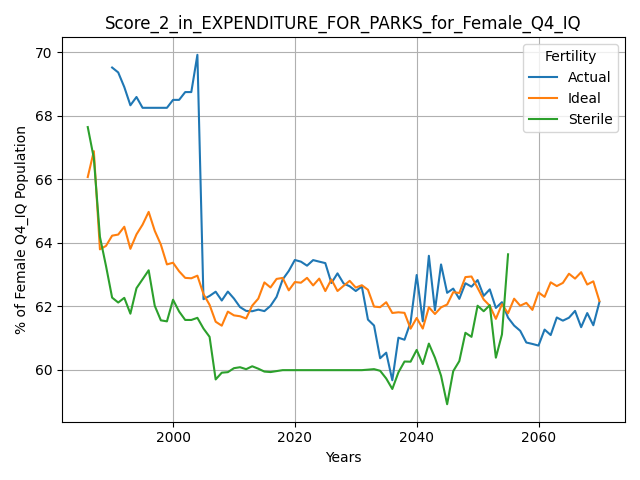 Score_2_in_EXPENDITURE_FOR_PARKS_for_Female_Q4_IQ
Fertility
Actual
Ideal
Sterile
% of Female Q4_IQ Population
70
68
66
64
62
60
2000
2020
2040
2060
Years